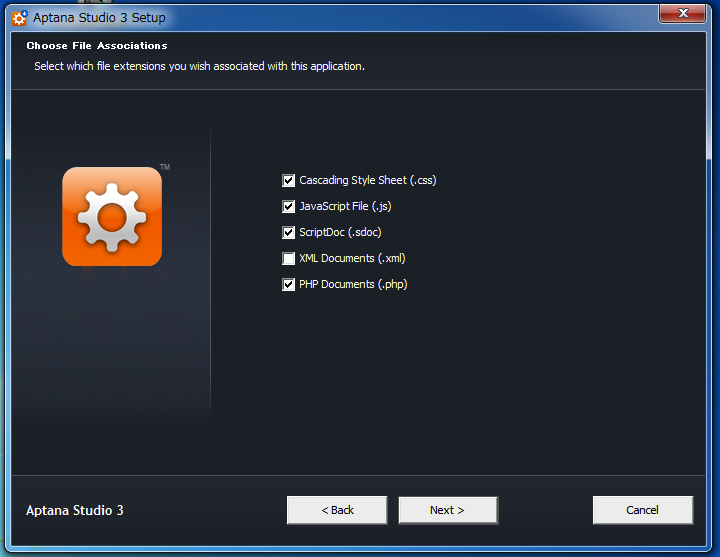 Aptana Studio 3 Setup
Choose File Associations
Select which file extensions you wish associated with this application.
TM
Cascading Style Sheet (.css)
JavaScript File (.js)
ScriptDoc (.sdoc)
XML Documents (.xml)
PHP Documents (.php)
Aptana Studio 3
< Back
Next >
Cancel